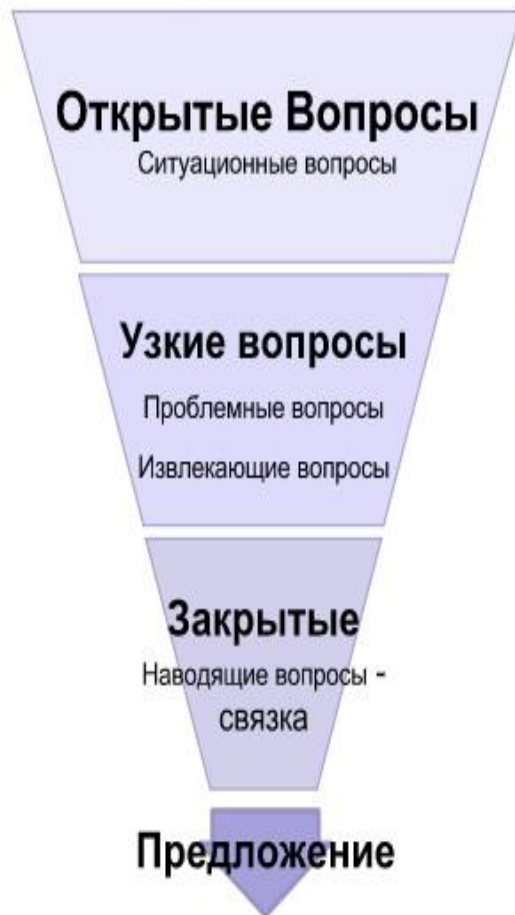 Открытые Вопросы
Ситуационные вопросы
Узкие вопросы
Проблемные вопросы
Извлекающие вопросы
Закрытые
Наводящие вопросы -
связка
Предложение